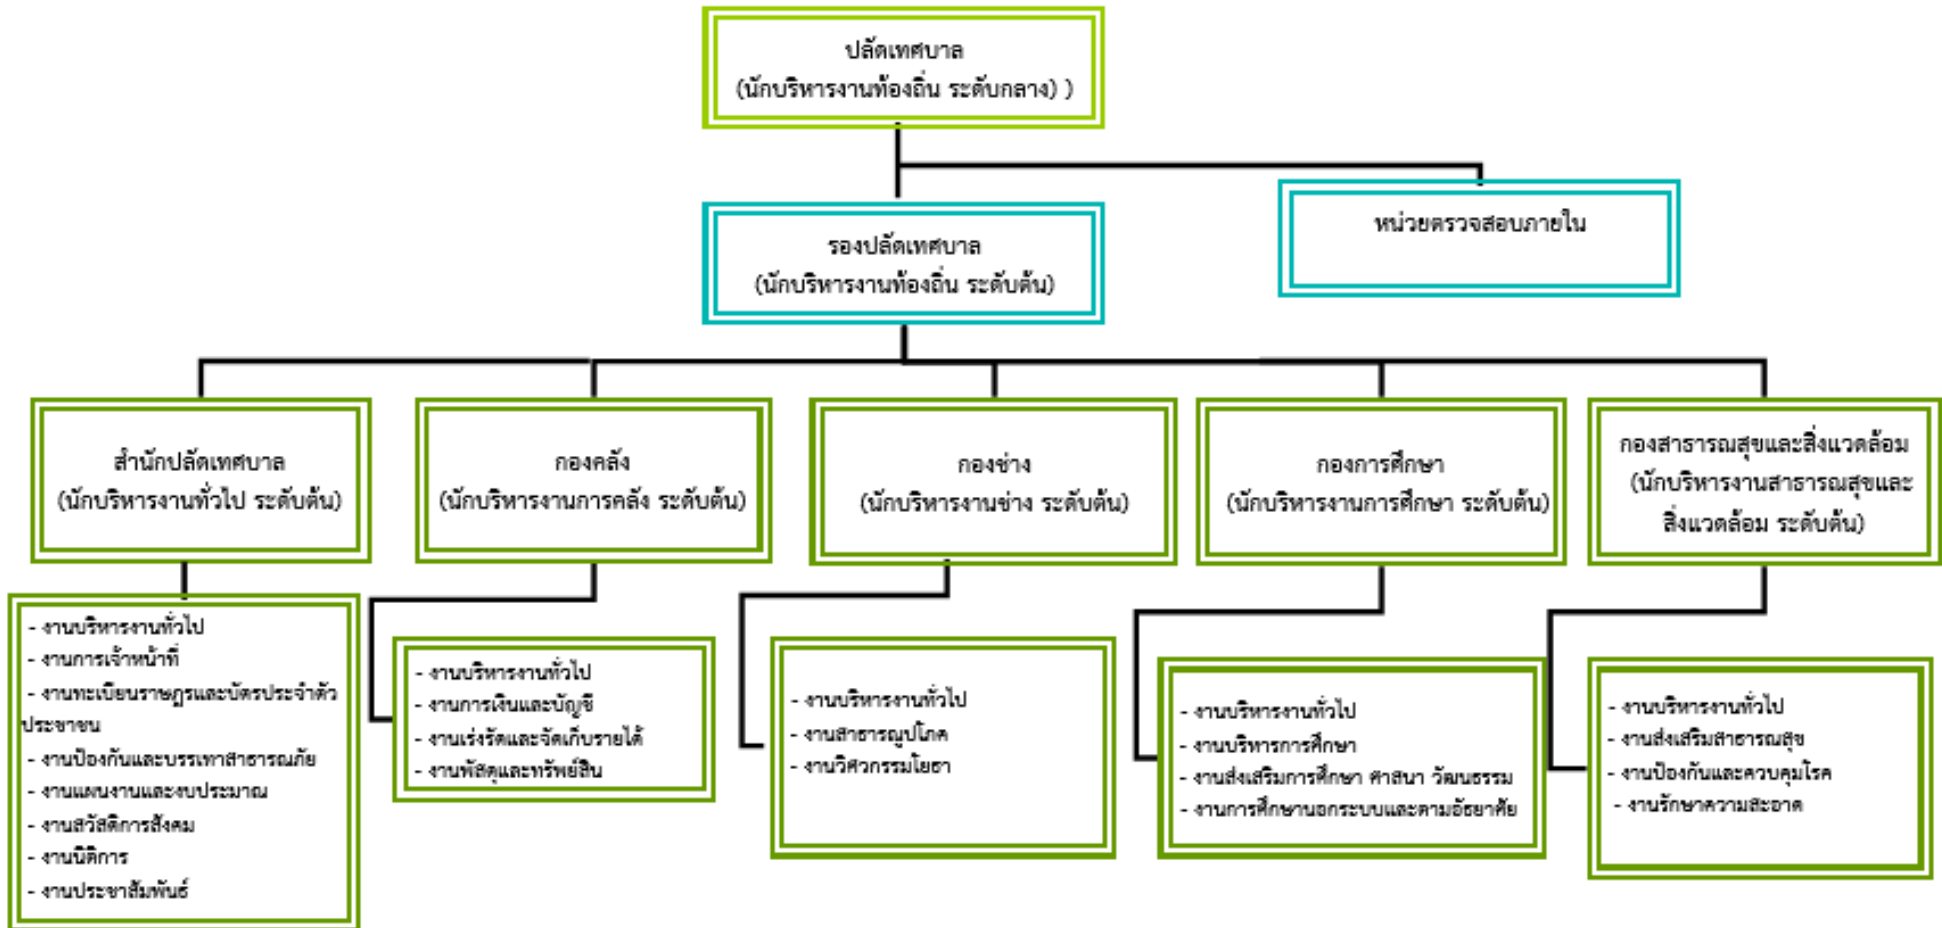 ปลัดเทศบาล
(นักบริหารงานท้องถิ่น ระดับกลาง) )
รองปลัดเทศบาล
(นักบริหารงานท้องถิ่น ระดับต้น)
หน่วยตรวจสอบภายใน
สำนักปลัดเทศบาล
(นักบริหารงานทั่วไป ระดับต้น)
กองคลัง
(นักบริหารงานการคลัง ระดับต้น)
กองช่าง
(นักบริหารงานช่าง ระดับต้น)
กองการศึกษา
(นักบริหารงานการศึกษา ระดับต้น)
กองสาธารณสุขและสิ่งแวดล้อม
(นักบริหารงานสาธารณสุขและ
สิ่งแวดล้อม ระดับต้น)
- งานบริหารงานทั่วไป
- งานการเจ้าหน้าที่
- งานทะเบียนราษฎรและบัตรประจำตัว
ประชาชน
- งานป้องกันและบรรเทาสาธารณภัย
- งานแผนงานและงบประมาณ
- งานสวัสดิการสังคม
- งานนิติการ
- งานประชาสัมพันธ์
- งานบริหารงานทั่วไป
- งานการเงินและบัญชี
- งานเร่งรัดและจัดเก็บรายได้
- งานพัสดุและทรัพย์สิน
- งานบริหารงานทั่วไป
- งานสาธารณูปโภค
- งานวิศวกรรมโยธา
- งานบริหารงานทั่วไป
- งานบริหารการศึกษา
- งานส่งเสริมการศึกษา ศาสนา วัฒนธรรม
- งานการศึกษานอกระบบและตามอัธยาศัย
- งานบริหารงานทั่วไป
- งานส่งเสริมสาธารณสุข
- งานป้องกันและควบคุมโรค
- งานรักษาความสะอาด